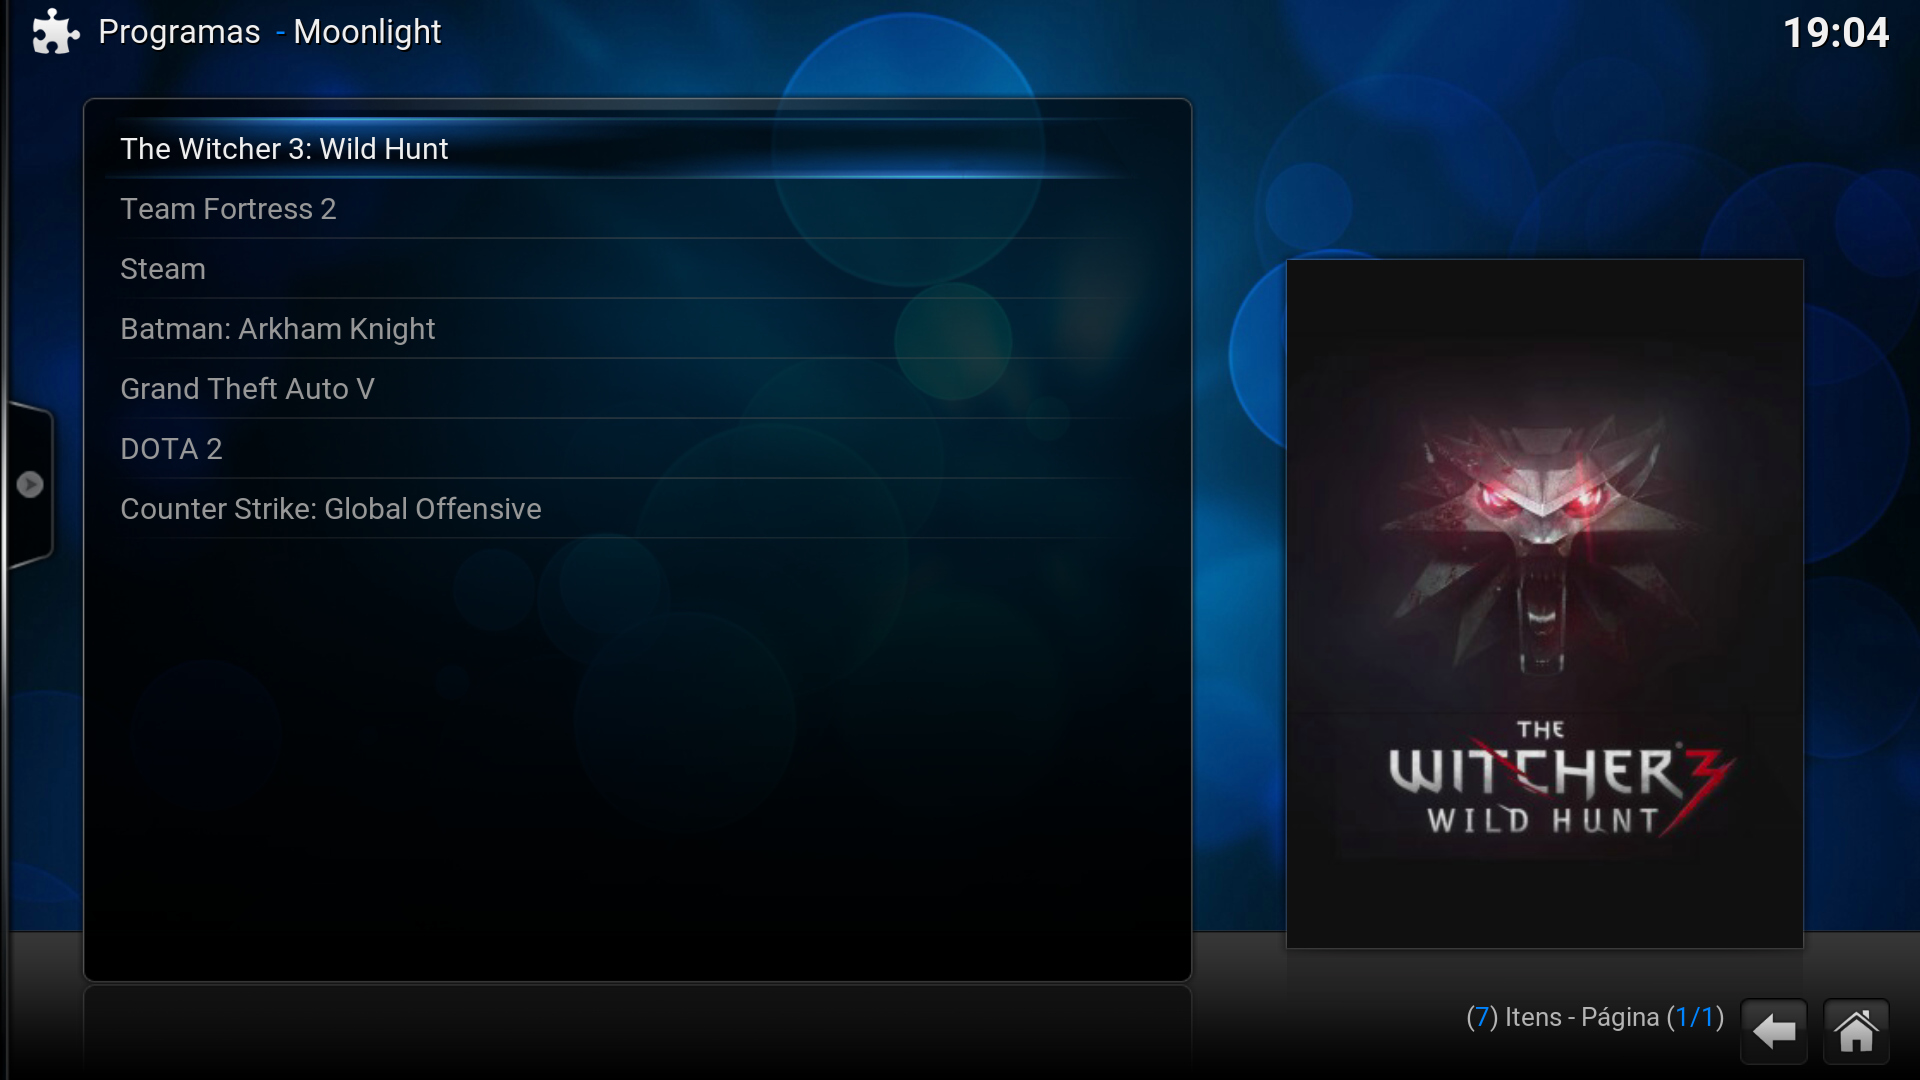 Programas - Moonlight
19:04
The Witcher 3: Wild Hunt
Team Fortress 2
Steam
Batman: Arkham Knight
Grand Theft Auto V
DOTA 2
Counter Strike: Global Offensive
THE
WITCHER 3
WILD HUNT
(7) Itens - Página (1/1)